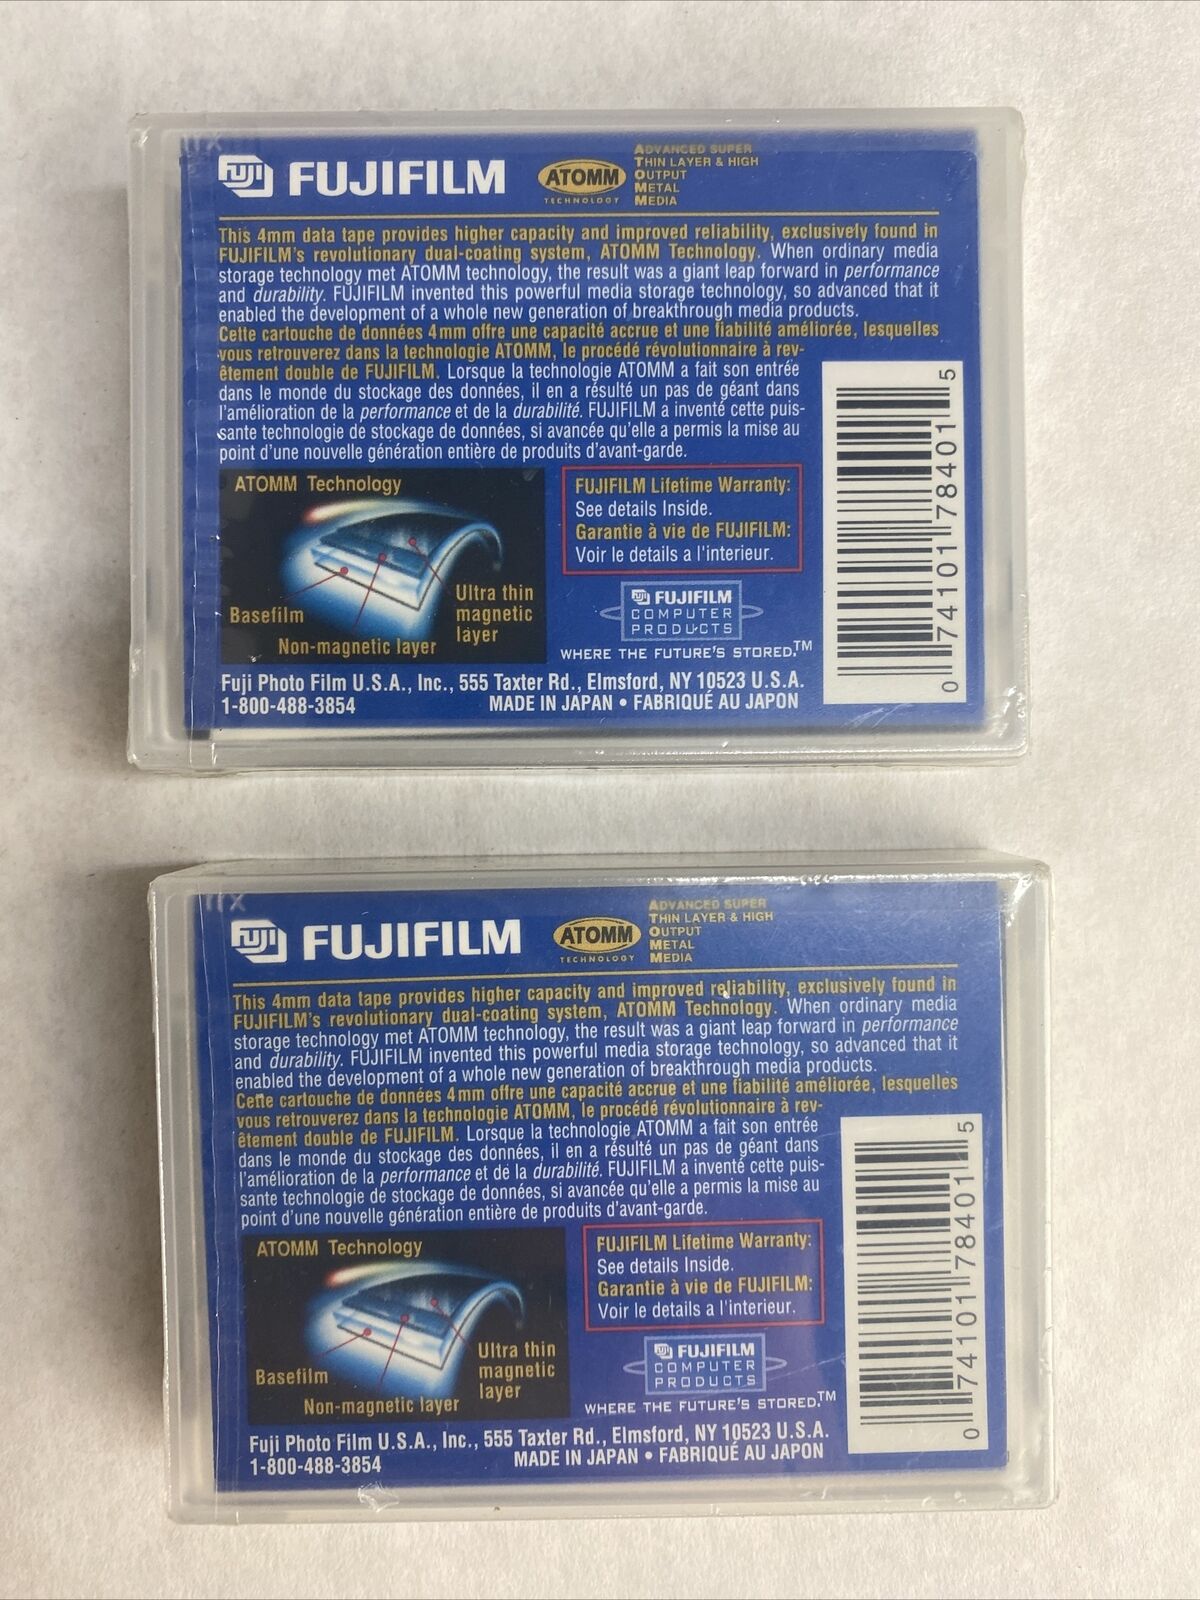 FUJI FUJIFILM
ATOMM
TECHNOLOGY
ADVANCED SUPER
THIN LAYER & HIGH
OUTPUT
METAL
MEDIA
This 4mm data tape provides higher capacity and improved reliability, exclusively found in
FUJIFILM's revolutionary dual-coating system, ATOMM Technology. When ordinary media
storage technology met ATOMM technology, the result was a giant leap forward in performance
and durability. FUJIFILM invented this powerful media storage technology, so advanced that it
enabled the development of a whole new generation of breakthrough media products.
Cette cartouche de données 4mm offre une capacité accrue et une fiabilité améliorée, lesquelles
vous retrouverez dans la technologie ATOMM, le procédé révolutionnaire à rev-
êtement double de FUJIFILM. Lorsque la technologie ATOMM a fait son entrée
dans le monde du stockage des données, il en a résulté un pas de géant dans
l'amélioration de la performance et de la durabilité. FUJIFILM a inventé cette puis-
sante technologie de stockage de données, si avancée qu'elle a permis la mise au
point d'une nouvelle génération entière de produits d'avant-garde.
ATOMM Technology
Basefilm
Non-magnetic layer
Ultra thin
magnetic
layer
FUJIFILM Lifetime Warranty:
See details Inside.
Garantie à vie de FUJIFILM:
Voir le details a l'interieur.
FUJI FUJIFILM
COMPUTER
PRODUCTS
WHERE THE FUTURE'S STORED.™
0 74101 78401 5
Fuji Photo Film U.S.A., Inc., 555 Taxter Rd., Elmsford, NY 10523 U.S.A.
1-800-488-3854 MADE IN JAPAN • FABRIQUÉ AU JAPON
FUJI FUJIFILM
ATOMM
TECHNOLOGY
ADVANCED SUPER
THIN LAYER & HIGH
OUTPUT
METAL
MEDIA
This 4mm data tape provides higher capacity and improved reliability, exclusively found in
FUJIFILM's revolutionary dual-coating system, ATOMM Technology. When ordinary media
storage technology met ATOMM technology, the result was a giant leap forward in performance
and durability. FUJIFILM invented this powerful media storage technology, so advanced that it
enabled the development of a whole new generation of breakthrough media products.
Cette cartouche de données 4mm offre une capacité accrue et une fiabilité améliorée, lesquelles
vous retrouverez dans la technologie ATOMM, le procédé révolutionnaire à rev-
êtement double de FUJIFILM. Lorsque la technologie ATOMM a fait son entrée
dans le monde du stockage des données, il en a résulté un pas de géant dans
l'amélioration de la performance et de la durabilité. FUJIFILM a inventé cette puis-
sante technologie de stockage de données, si avancée qu'elle a permis la mise au
point d'une nouvelle génération entière de produits d'avant-garde.
ATOMM Technology
Basefilm
Non-magnetic layer
Ultra thin
magnetic
layer
FUJIFILM Lifetime Warranty:
See details Inside.
Garantie à vie de FUJIFILM:
Voir le details a l'interieur.
FUJI FUJIFILM
COMPUTER
PRODUCTS
WHERE THE FUTURE'S STORED.™
0 74101 78401 5
Fuji Photo Film U.S.A., Inc., 555 Taxter Rd., Elmsford, NY 10523 U.S.A.
1-800-488-3854 MADE IN JAPAN • FABRIQUÉ AU JAPON